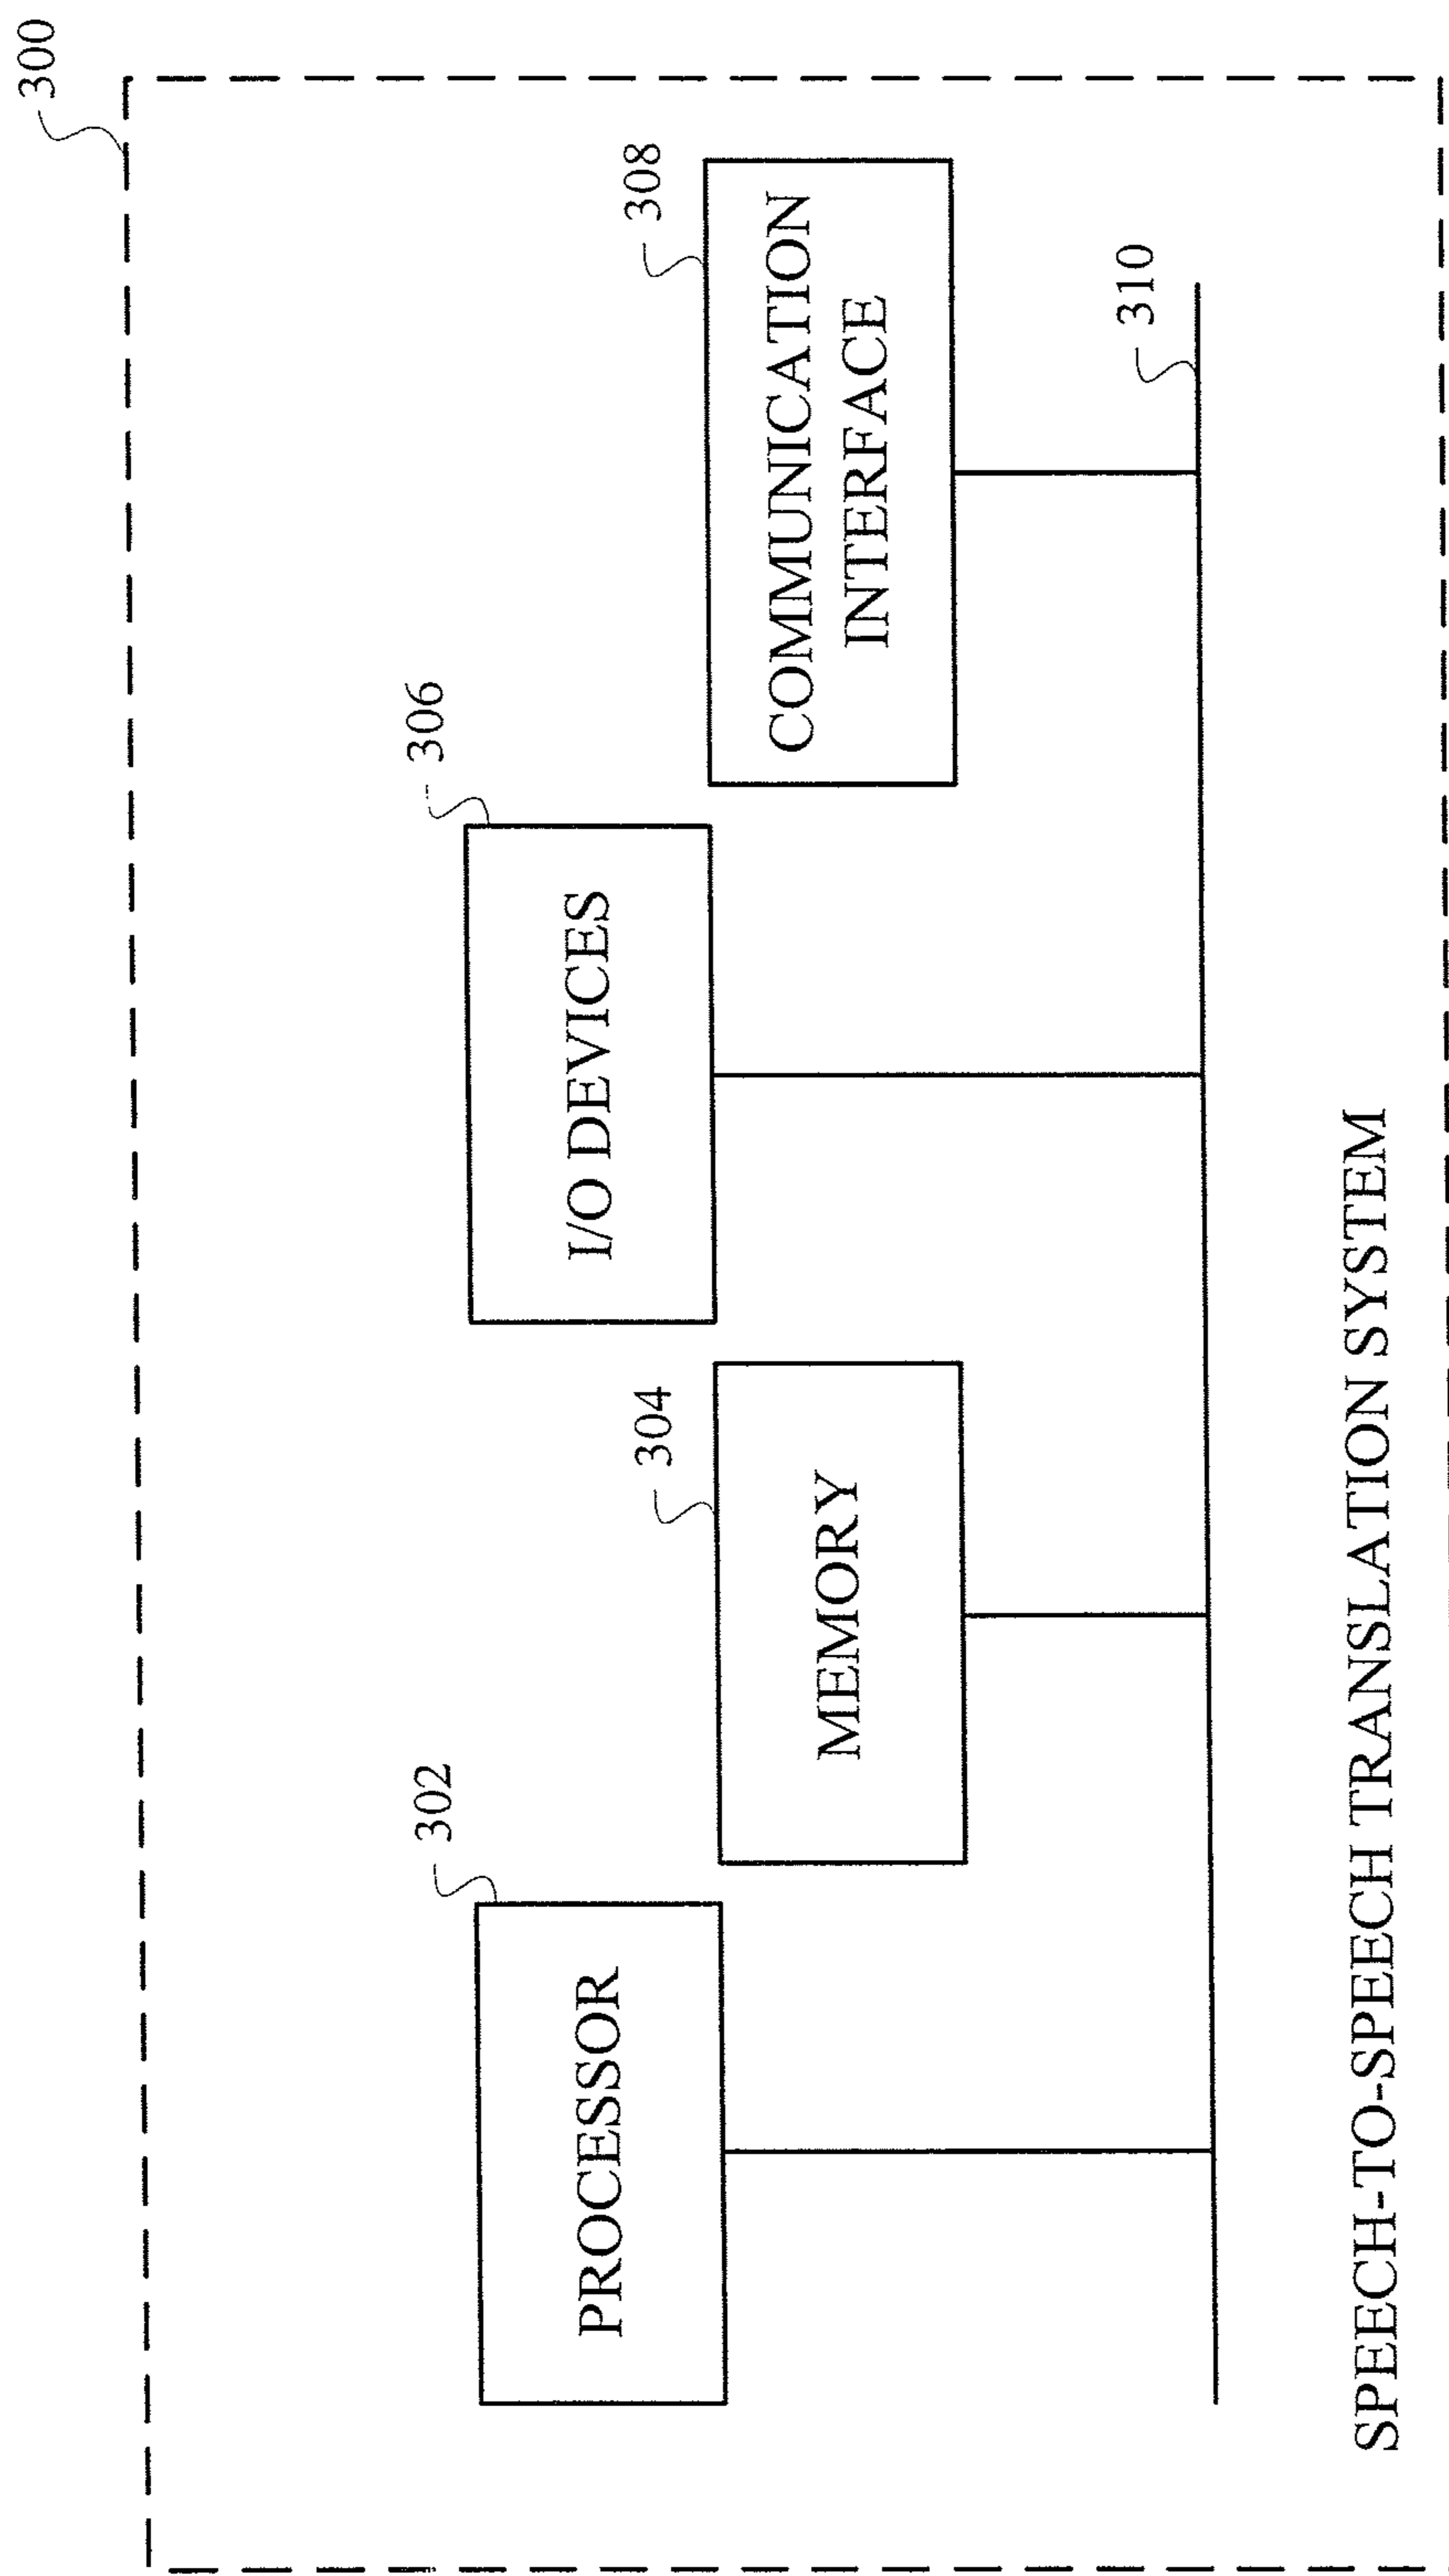 300
302
PROCESSOR
304
MEMORY
306
I/O DEVICES
308
COMMUNICATION
INTERFACE
310
SPEECH-TO-SPEECH TRANSLATION SYSTEM